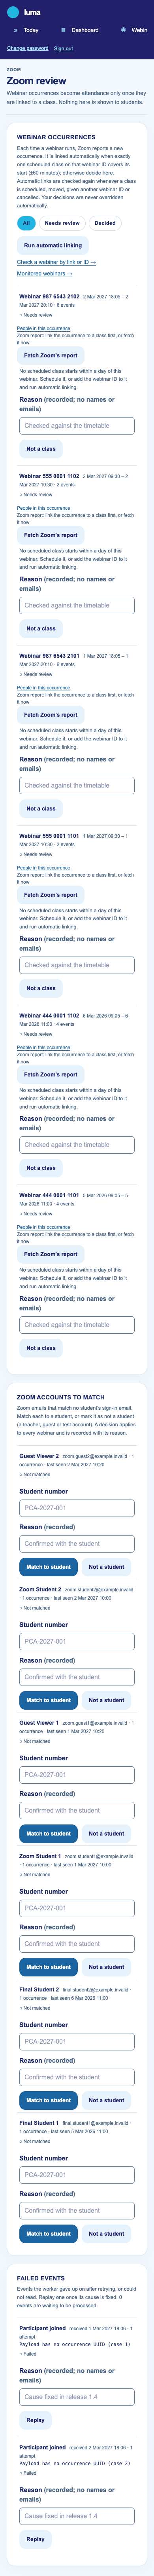 luma
Today Dashboard Webin
Change password Sign out
ZOOM
Zoom review
Webinar occurrences become attendance only once they
are linked to a class. Nothing here is shown to students.
WEBINAR OCCURRENCES
Each time a webinar runs, Zoom reports a new
occurrence. It is linked automatically when exactly
one scheduled class on that webinar ID covers its
start (±60 minutes); otherwise decide here.
Automatic links are checked again whenever a class
is scheduled, moved, given another webinar ID or
cancelled. Your decisions are never overridden
automatically.
All Needs review Decided
Run automatic linking
Check a webinar by link or ID →
Monitored webinars →
Webinar 987 6543 2102 2 Mar 2027 18:05 – 2
Mar 2027 20:10 · 6 events
○ Needs review
People in this occurrence
Zoom report: link the occurrence to a class first, or fetch
it now
Fetch Zoom's report
No scheduled class starts within a day of this
webinar. Schedule it, or add the webinar ID to it
and run automatic linking.
Reason (recorded; no names or
emails)
Checked against the timetable
Not a class
Webinar 555 0001 1102 2 Mar 2027 09:30 – 2
Mar 2027 10:30 · 2 events
○ Needs review
People in this occurrence
Zoom report: link the occurrence to a class first, or fetch
it now
Fetch Zoom's report
No scheduled class starts within a day of this
webinar. Schedule it, or add the webinar ID to it
and run automatic linking.
Reason (recorded; no names or
emails)
Checked against the timetable
Not a class
Webinar 987 6543 2101 1 Mar 2027 18:05 – 1
Mar 2027 20:10 · 6 events
○ Needs review
People in this occurrence
Zoom report: link the occurrence to a class first, or fetch
it now
Fetch Zoom's report
No scheduled class starts within a day of this
webinar. Schedule it, or add the webinar ID to it
and run automatic linking.
Reason (recorded; no names or
emails)
Checked against the timetable
Not a class
Webinar 555 0001 1101 1 Mar 2027 09:30 – 1
Mar 2027 10:30 · 2 events
○ Needs review
People in this occurrence
Zoom report: link the occurrence to a class first, or fetch
it now
Fetch Zoom's report
No scheduled class starts within a day of this
webinar. Schedule it, or add the webinar ID to it
and run automatic linking.
Reason (recorded; no names or
emails)
Checked against the timetable
Not a class
Webinar 444 0001 1102 6 Mar 2026 09:05 – 6
Mar 2026 11:00 · 4 events
○ Needs review
People in this occurrence
Zoom report: link the occurrence to a class first, or fetch
it now
Fetch Zoom's report
No scheduled class starts within a day of this
webinar. Schedule it, or add the webinar ID to it
and run automatic linking.
Reason (recorded; no names or
emails)
Checked against the timetable
Not a class
Webinar 444 0001 1101 5 Mar 2026 09:05 – 5
Mar 2026 11:00 · 4 events
○ Needs review
People in this occurrence
Zoom report: link the occurrence to a class first, or fetch
it now
Fetch Zoom's report
No scheduled class starts within a day of this
webinar. Schedule it, or add the webinar ID to it
and run automatic linking.
Reason (recorded; no names or
emails)
Checked against the timetable
Not a class
ZOOM ACCOUNTS TO MATCH
Zoom emails that match no student's sign-in email.
Match each to a student, or mark it as not a student
(a teacher, guest or test account). A decision applies
to every webinar and is recorded with its reason.
Guest Viewer 2 zoom.guest2@example.invalid · 1
occurrence · last seen 2 Mar 2027 10:20
○ Not matched
Student number
PCA-2027-001
Reason (recorded)
Confirmed with the student
Match to student Not a student
Zoom Student 2 zoom.student2@example.invalid
· 1 occurrence · last seen 2 Mar 2027 10:00
○ Not matched
Student number
PCA-2027-001
Reason (recorded)
Confirmed with the student
Match to student Not a student
Guest Viewer 1 zoom.guest1@example.invalid · 1
occurrence · last seen 1 Mar 2027 10:20
○ Not matched
Student number
PCA-2027-001
Reason (recorded)
Confirmed with the student
Match to student Not a student
Zoom Student 1 zoom.student1@example.invalid
· 1 occurrence · last seen 1 Mar 2027 10:00
○ Not matched
Student number
PCA-2027-001
Reason (recorded)
Confirmed with the student
Match to student Not a student
Final Student 2 final.student2@example.invalid ·
1 occurrence · last seen 6 Mar 2026 11:00
○ Not matched
Student number
PCA-2027-001
Reason (recorded)
Confirmed with the student
Match to student Not a student
Final Student 1 final.student1@example.invalid ·
1 occurrence · last seen 5 Mar 2026 11:00
○ Not matched
Student number
PCA-2027-001
Reason (recorded)
Confirmed with the student
Match to student Not a student
FAILED EVENTS
Events the worker gave up on after retrying, or could
not read. Replay one once its cause is fixed. 0
events are waiting to be processed.
Participant joined received 1 Mar 2027 18:06 · 1
attempt
Payload has no occurrence UUID (case 1)
○ Failed
Reason (recorded; no names or
emails)
Cause fixed in release 1.4
Replay
Participant joined received 2 Mar 2027 18:06 · 1
attempt
Payload has no occurrence UUID (case 2)
○ Failed
Reason (recorded; no names or
emails)
Cause fixed in release 1.4
Replay